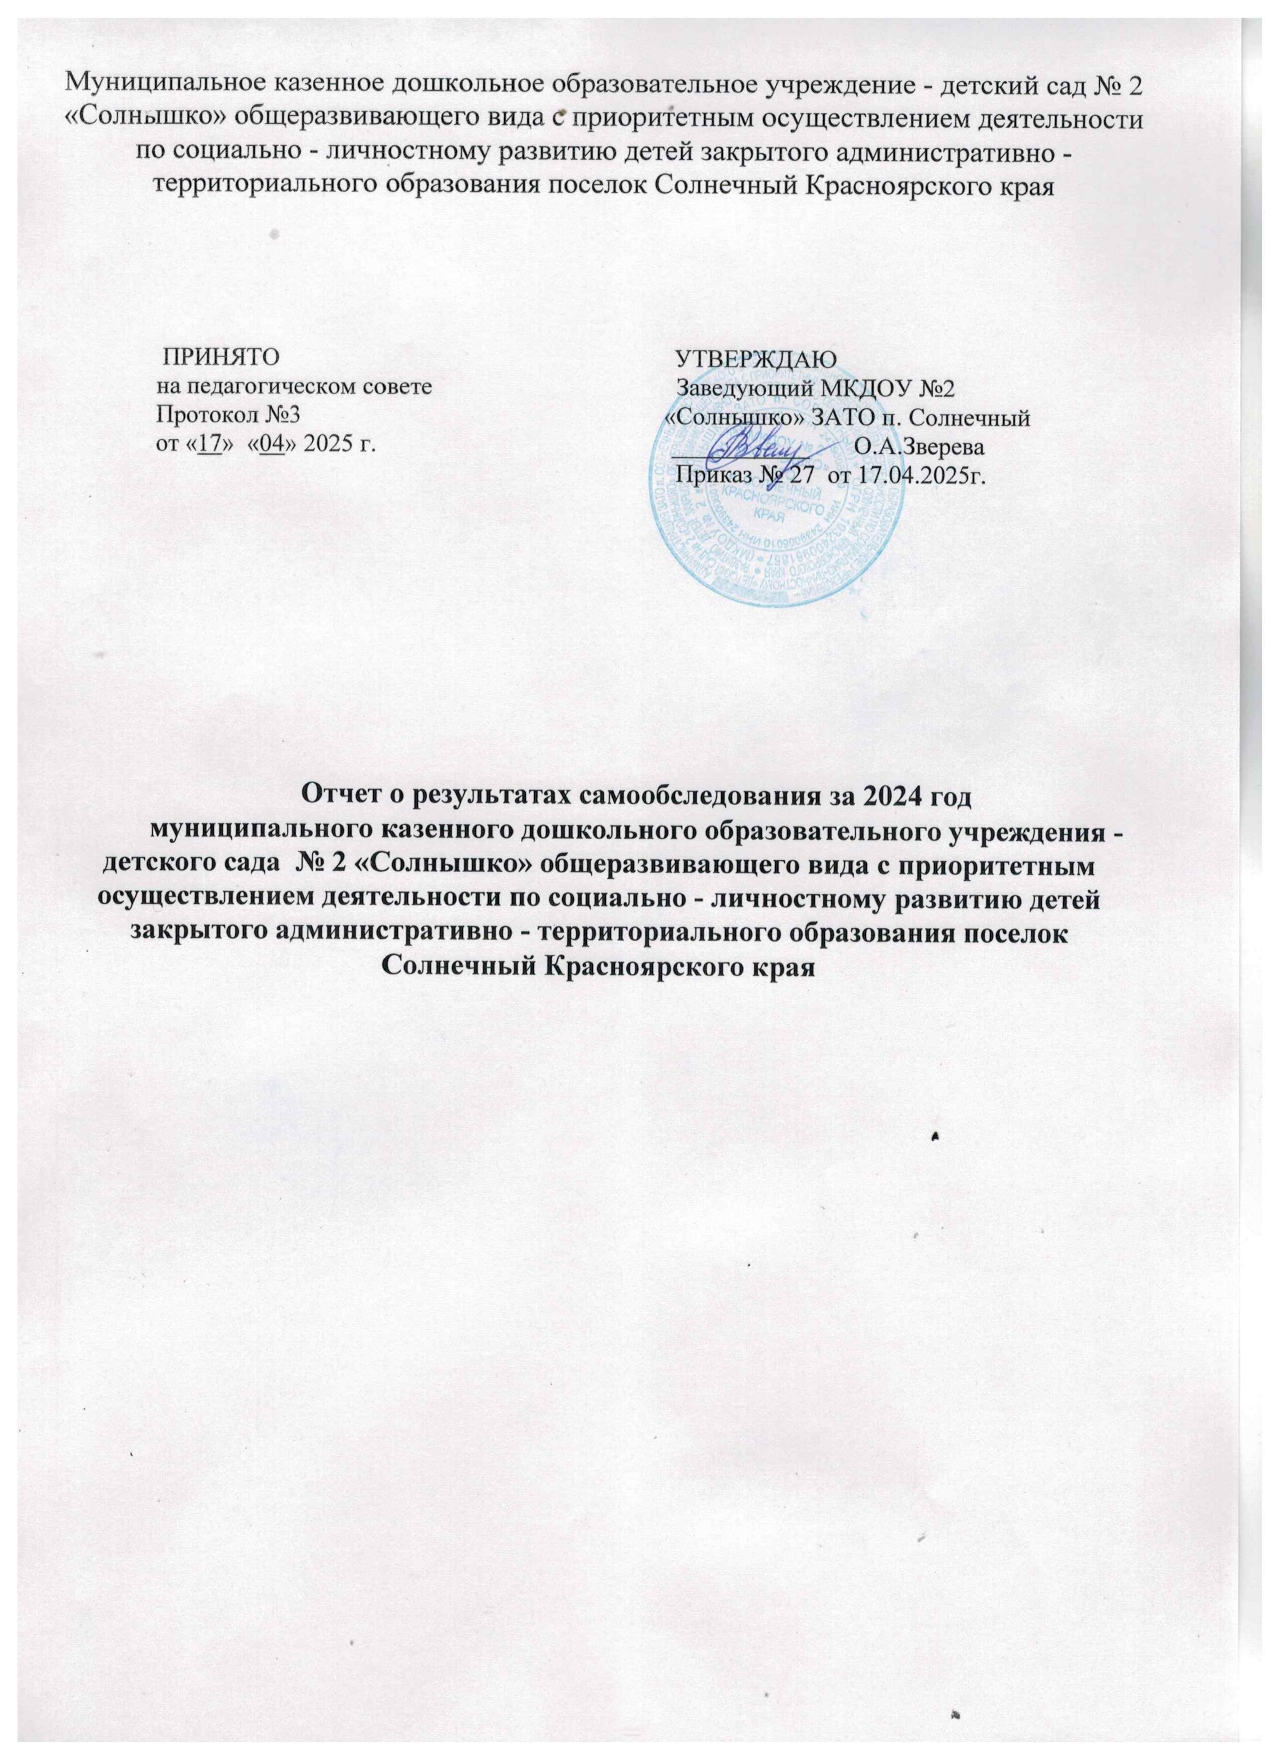 Муниципальное казенное дошкольное образовательное учреждение - детский сад № 2
«Солнышко» общеразвивающего вида с приоритетным осуществлением деятельности
по социально - личностному развитию детей закрытого административно -
территориального образования поселок Солнечный Красноярского края
ПРИНЯТО
на педагогическом совете
Протокол №3
от «17» «04» 2025 г.
УТВЕРЖДАЮ
Заведующий МКДОУ №2
«Солнышко» ЗАТО п. Солнечный
О.А.Зверева
Приказ № 27 от 17.04.2025г.
КРАСНОЯРСКОГО
КРАЯ
Отчет о результатах самообследования за 2024 год
муниципального казенного дошкольного образовательного учреждения -
детского сада № 2 «Солнышко» общеразвивающего вида с приоритетным
осуществлением деятельности по социально - личностному развитию детей
закрытого административно - территориального образования поселок
Солнечный Красноярского края